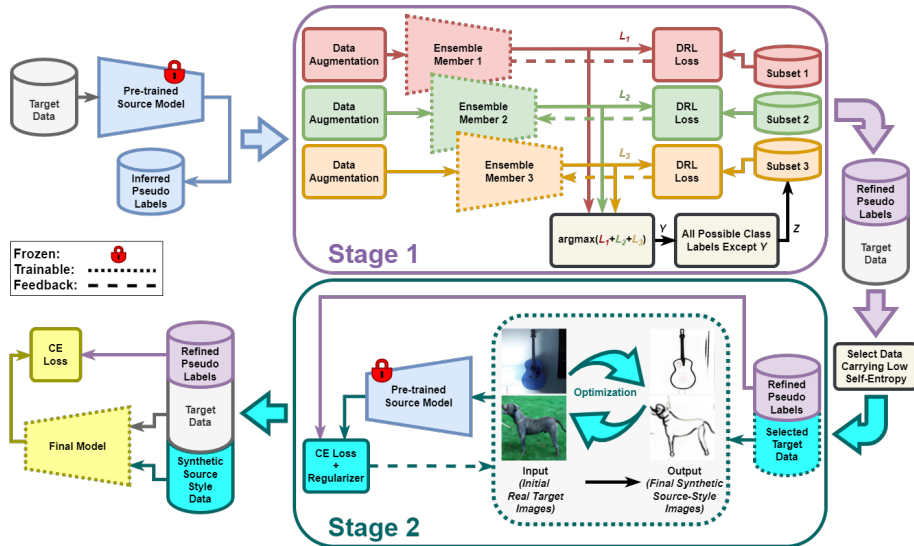 Target
Data
Pre-trained
Source Model
Inferred
Pseudo
Labels
Data
Augmentation
Ensemble
Member 1
L1
DRL
Loss
Subset 1
Data
Augmentation
Ensemble
Member 2
L2
DRL
Loss
Subset 2
Data
Augmentation
Ensemble
Member 3
L3
DRL
Loss
Subset 3
argmax(L1+L2+L3)
Y
All Possible Class
Labels Except Y
Z
Stage 1
Refined
Pseudo
Labels
Target
Data
Frozen:
Trainable:
Feedback:
Select Data
Carrying Low
Self-Entropy
Refined
Pseudo
Labels
Selected
Target
Data
Optimization
Input
(Initial
Real Target
Images)
Output
(Final Synthetic
Source-Style
Images)
Pre-trained
Source Model
CE Loss
+
Regularizer
Stage 2
CE
Loss
Refined
Pseudo Labels
Target
Data
Synthetic
Source
Style
Data
Final Model